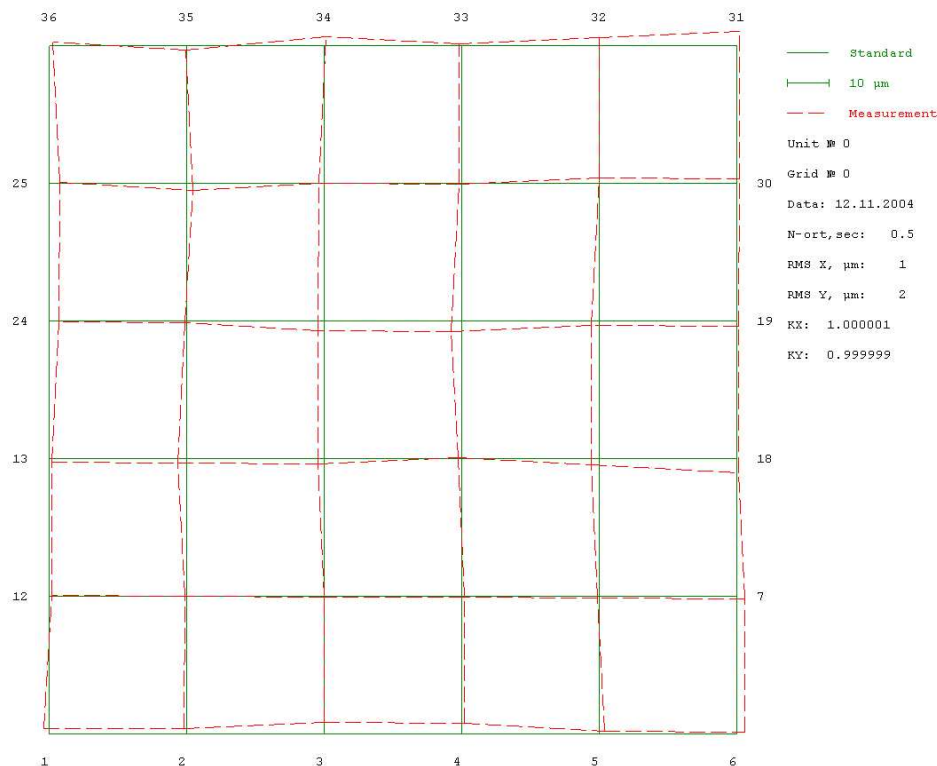 36 35 34 33 32 31
Standard
10 µm
Measurement
Unit № 0
Grid № 0
25 30
Data: 12.11.2004
N-ort,sec: 0.5
RMS X, µm: 1
RMS Y, µm: 2
24 19
KX: 1.000001
KY: 0.999999
13 18
12 7
1 2 3 4 5 6